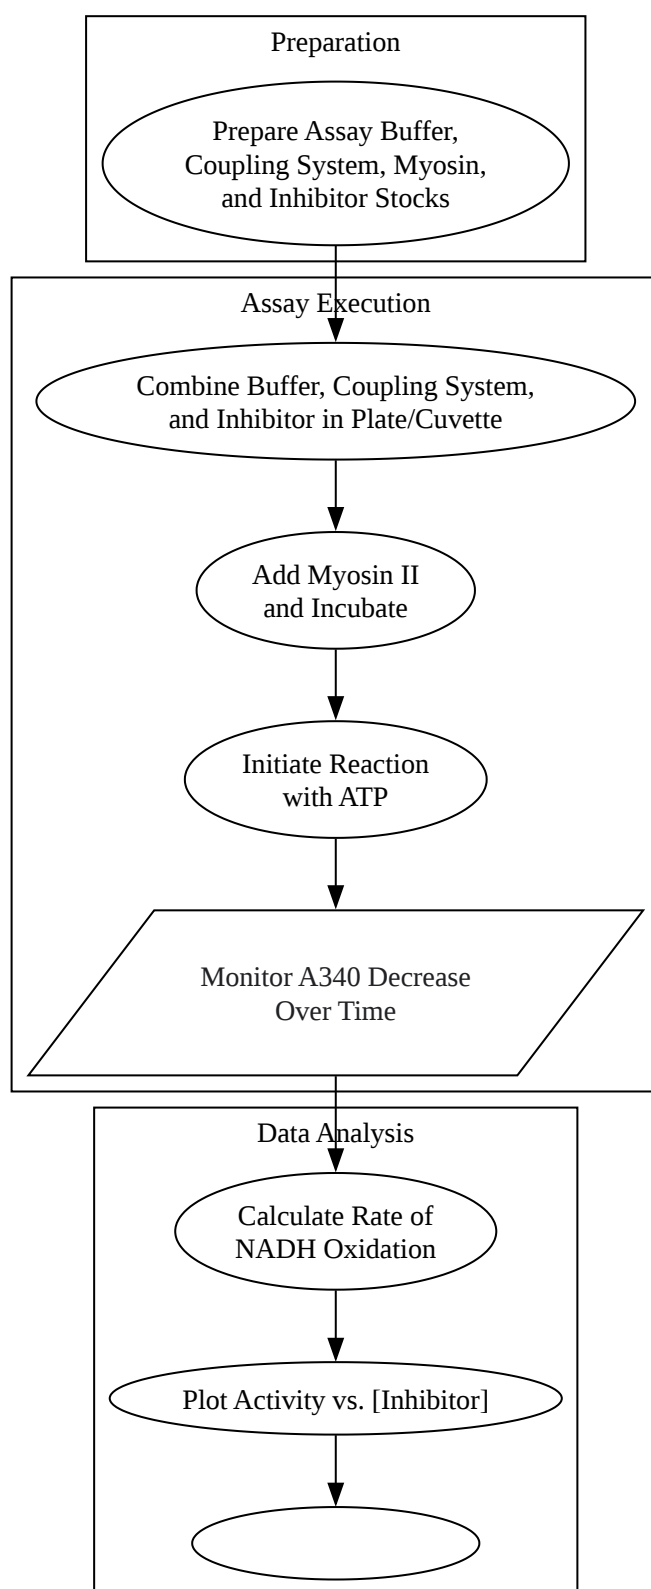 Preparation
Prepare Assay Buffer,
Coupling System, Myosin,
and Inhibitor Stocks
Assay Execution
Combine Buffer, Coupling System,
and Inhibitor in Plate/Cuvette
Add Myosin II
and Incubate
Initiate Reaction
with ATP
Monitor A340 Decrease
Over Time
Data Analysis
Calculate Rate of
NADH Oxidation
Plot Activity vs. [Inhibitor]